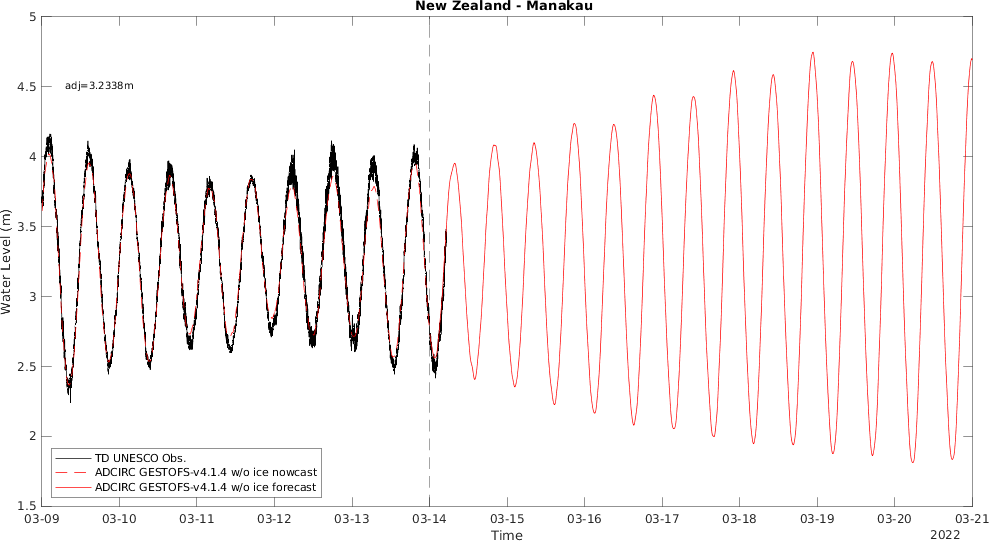 New Zealand - Manakau
5
4.5
4
3.5
3
2.5
2
1.5
Water Level (m)
adj=3.2338m
TD UNESCO Obs.
ADCIRC GESTOFS-v4.1.4 w/o ice nowcast
ADCIRC GESTOFS-v4.1.4 w/o ice forecast
03-09 03-10 03-11 03-12 03-13 03-14 03-15 03-16 03-17 03-18 03-19 03-20 03-21
Time
2022